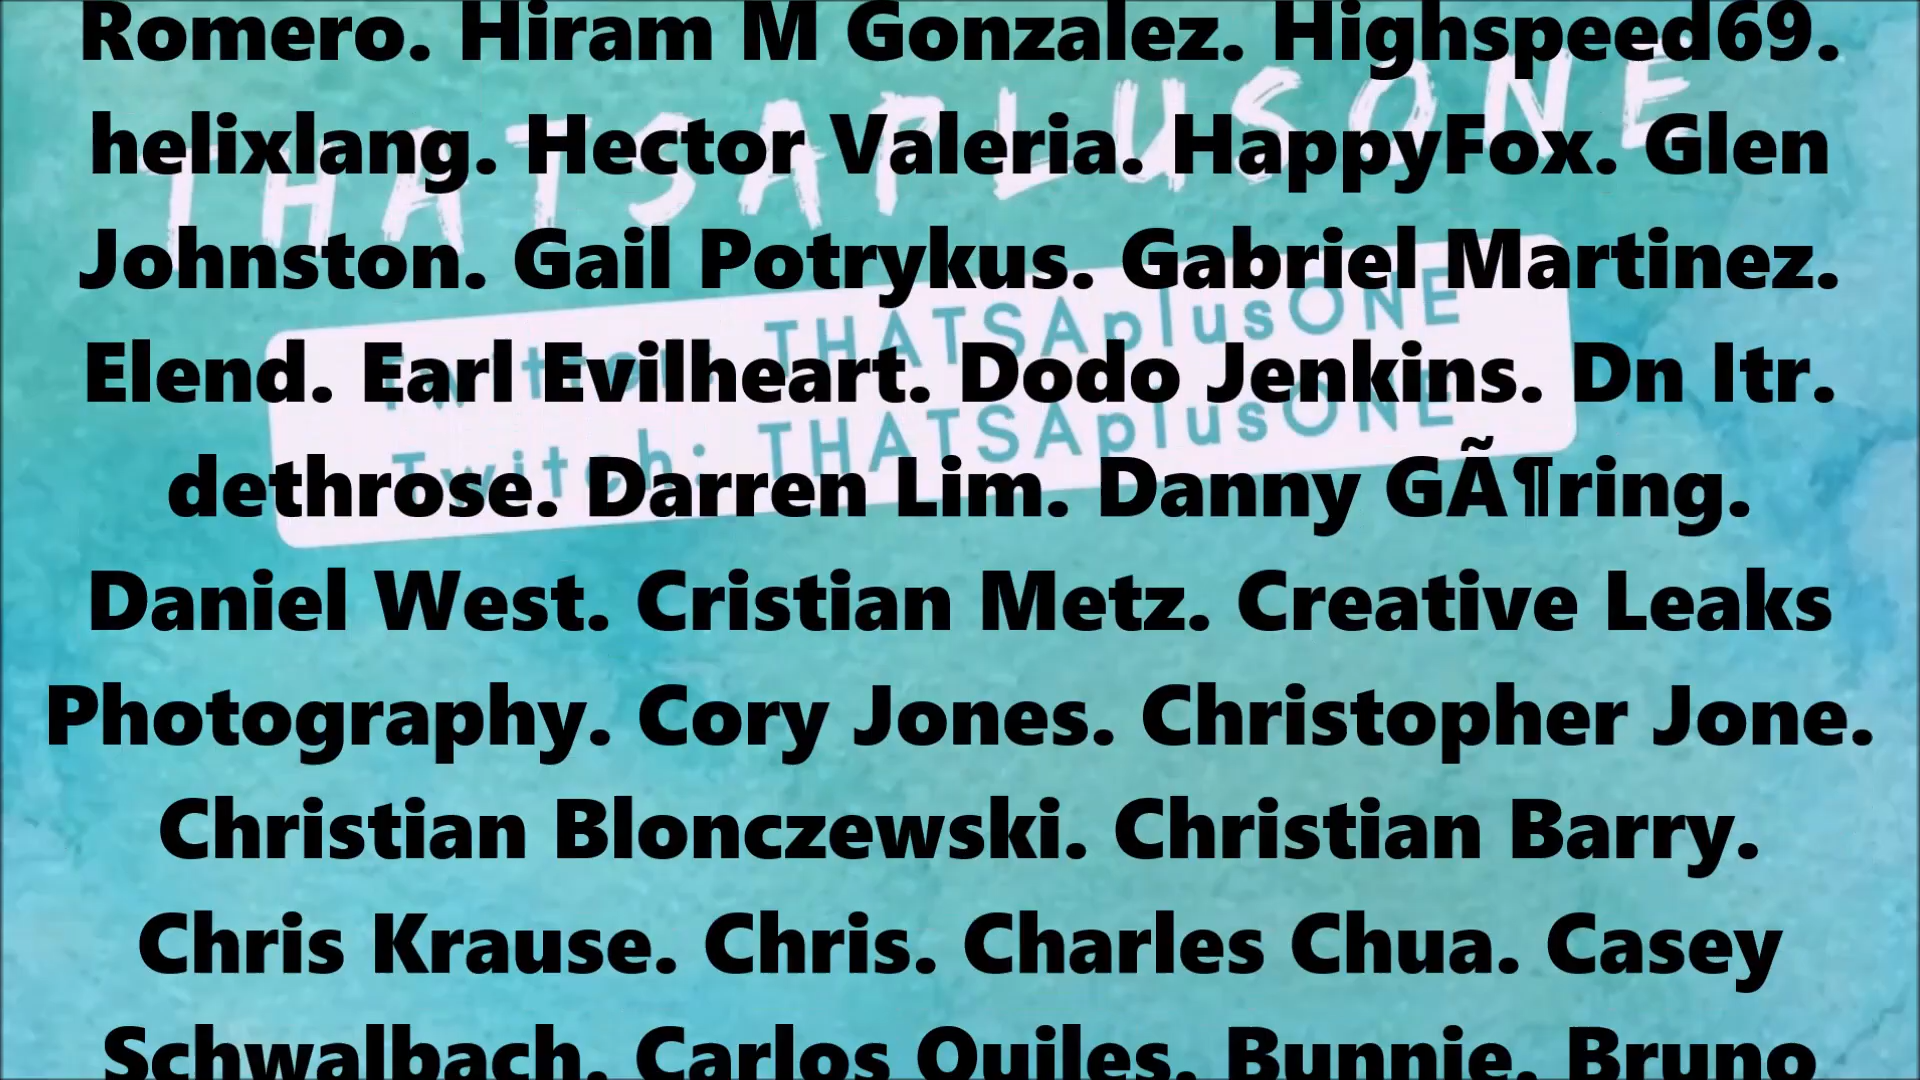 Romero. Hiram M Gonzalez. Highspeed69.
helixlang. Hector Valeria. HappyFox. Glen
Johnston. Gail Potrykus. Gabriel Martinez.
Elend. Earl Evilheart. Dodo Jenkins. Dn Itr.
dethrose. Darren Lim. Danny GÃ¶ring.
Daniel West. Cristian Metz. Creative Leaks
Photography. Cory Jones. Christopher Jone.
Christian Blonczewski. Christian Barry.
Chris Krause. Chris. Charles Chua. Casey
Schwalbach. Carlos Quiles. Bunnie. Bruno
THATSAPLUSONE
Twitter: THATSAplusONE
Twitch: THATSAplusONE